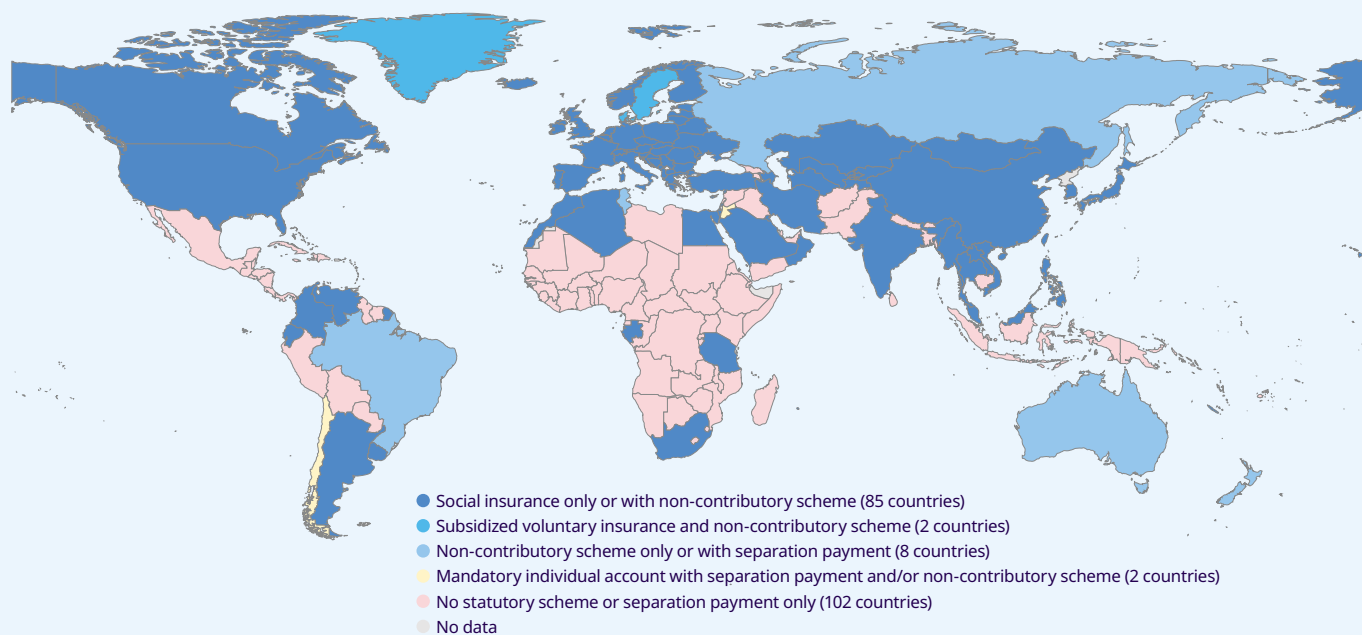 Social insurance only or with non-contributory scheme (85 countries)
Subsidized voluntary insurance and non-contributory scheme (2 countries)
Non-contributory scheme only or with separation payment (8 countries)
Mandatory individual account with separation payment and/or non-contributory scheme (2 countries)
No statutory scheme or separation payment only (102 countries)
No data